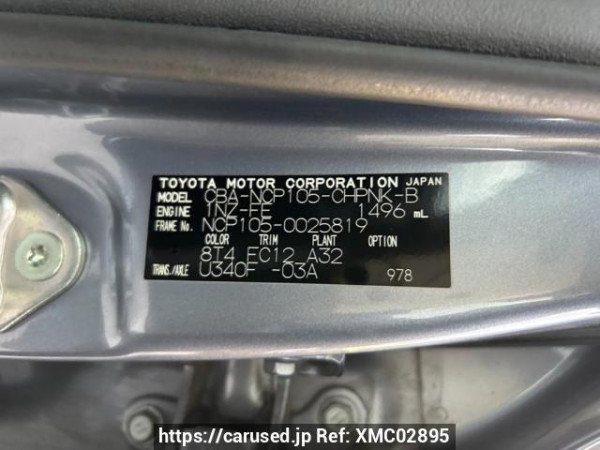 TOYOTA MOTOR CORPORATION JAPAN
MODEL CBA-NCP105-CHPNK-B
ENGINE 1NZ-FE 1496 mL
FRAME No. NCP105-0025819
COLOR TRIM PLANT OPTION
8T4 FC12 A32
TRANS./AXLE U340F -03A 978
https://carused.jp Ref: XMC02895